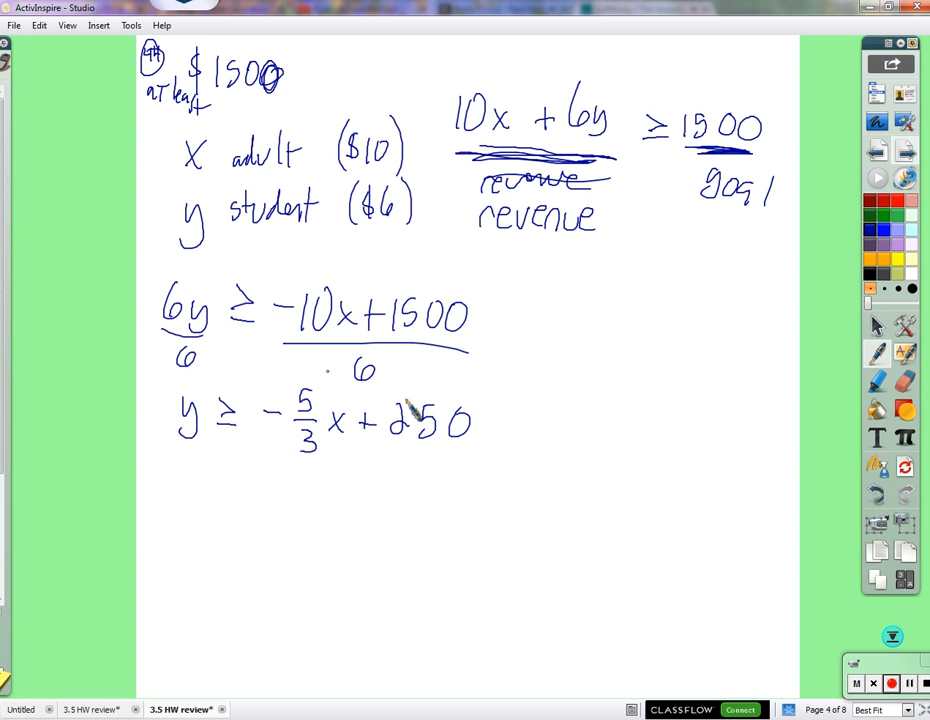 ActivInspire - Studio
File Edit View Insert Tools Help
44
$1500
at least
10x + 6y ≥ 1500
x adult ($10)
revenue goal
y student ($6)
revenue
6y ≥ -10x+1500
6 6
y ≥ - 5/3 x + 250
M
Untitled 3.5 HW review* 3.5 HW review* CLASSFLOW Connect Page 4 of 8 Best Fit